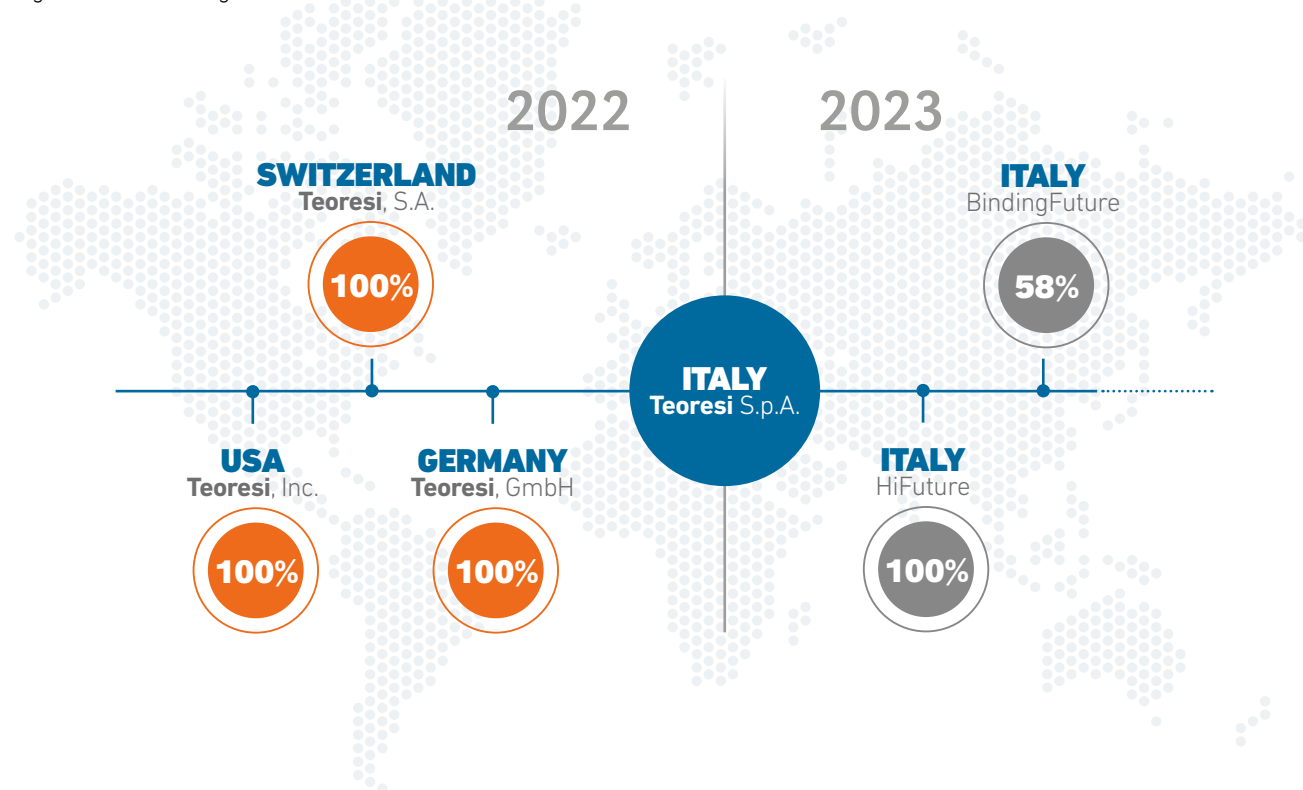 2022
2023
SWITZERLAND
Teoresi, S.A.
100%
ITALY
BindingFuture
58%
ITALY
Teoresi S.p.A.
USA
Teoresi, Inc.
100%
GERMANY
Teoresi, GmbH
100%
ITALY
HiFuture
100%